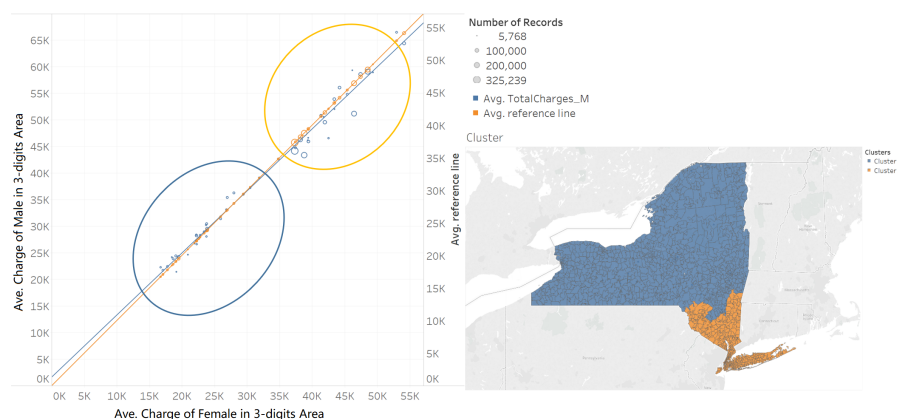 65K
60K
55K
50K
45K
40K
35K
30K
25K
20K
15K
10K
5K
0K
Ave. Charge of Male in 3-digits Area
0K 5K 10K 15K 20K 25K 30K 35K 40K 45K 50K 55K
Ave. Charge of Female in 3-digits Area
55K
50K
45K
40K
35K
30K
25K
20K
15K
10K
5K
0K
Avg. reference line
Number of Records
5,768
100,000
200,000
325,239
Avg. TotalCharges_M
Avg. reference line
Cluster
Clusters
Cluster
Cluster